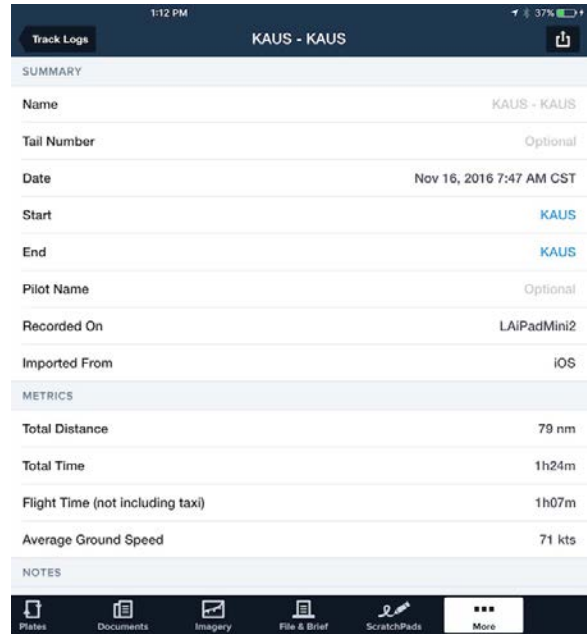 1:12 PM 37%
Track Logs KAUS - KAUS
SUMMARY
Name KAUS - KAUS
Tail Number Optional
Date Nov 16, 2016 7:47 AM CST
Start KAUS
End KAUS
Pilot Name Optional
Recorded On LAiPadMini2
Imported From iOS
METRICS
Total Distance 79 nm
Total Time 1h24m
Flight Time (not including taxi) 1h07m
Average Ground Speed 71 kts
NOTES
Plates Documents Imagery File & Brief ScratchPads More